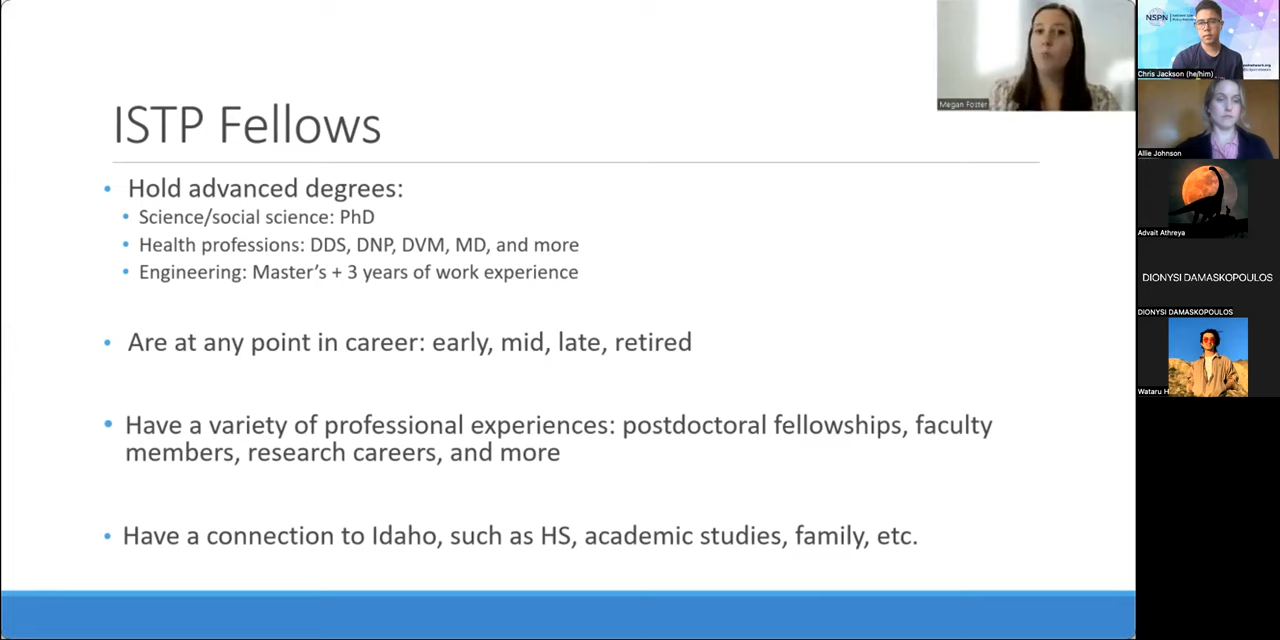 ISTP Fellows
Hold advanced degrees:
Science/social science: PhD
Health professions: DDS, DNP, DVM, MD, and more
Engineering: Master's + 3 years of work experience
Are at any point in career: early, mid, late, retired
Have a variety of professional experiences: postdoctoral fellowships, faculty
members, research careers, and more
Have a connection to Idaho, such as HS, academic studies, family, etc.
Megan Foster
NSPN
Chris Jackson (he/him)
Allie Johnson
Advait Athreya
DIONYSI DAMASKOPOULOS
DIONYSI DAMASKOPOULOS
Wataru H